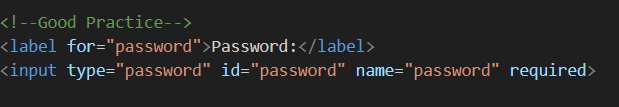 <!--Good Practice-->
<label for="password">Password:</label>
<input type="password" id="password" name="password" required>